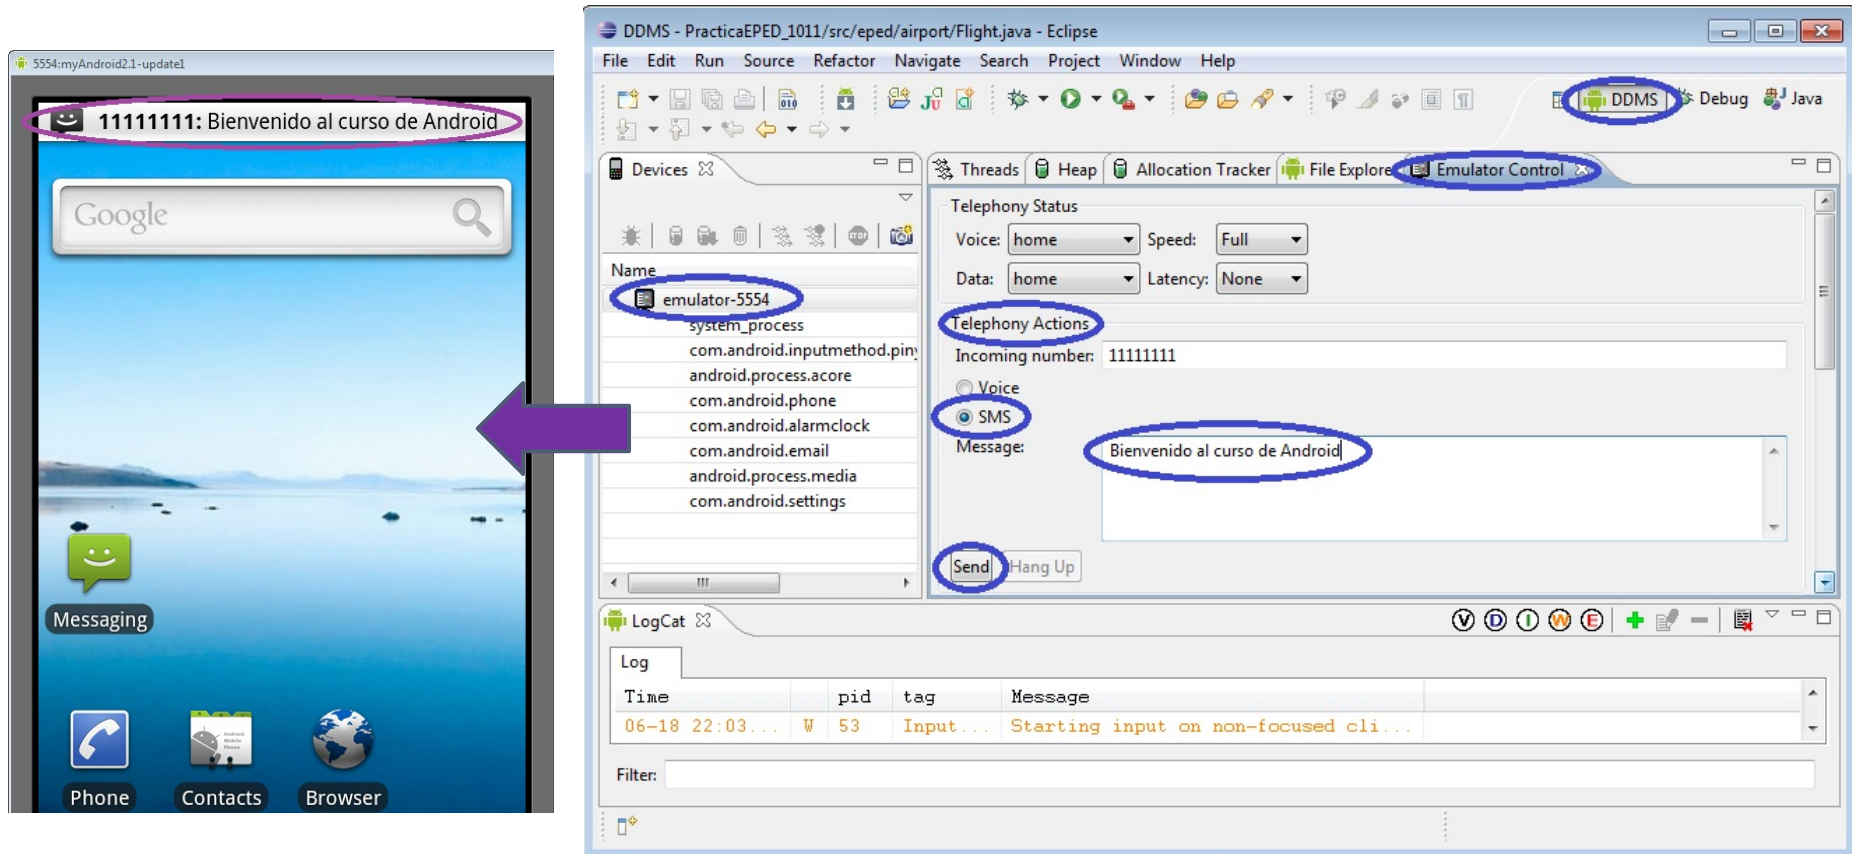 5554:myAndroid2.1-update1
11111111: Bienvenido al curso de Android
Google
Messaging
Android
Mobile
Phone
Phone
Contacts
Browser
DDMS - PracticaEPED_1011/src/eped/airport/Flight.java - Eclipse
File Edit Run Source Refactor Navigate Search Project Window Help
DDMS Debug Java
Devices
Name
emulator-5554
system_process
com.android.inputmethod.piny
android.process.acore
com.android.phone
com.android.alarmclock
com.android.email
android.process.media
com.android.settings
Threads Heap Allocation Tracker File Explore Emulator Control
Telephony Status
Voice: home Speed: Full
Data: home Latency: None
Telephony Actions
Incoming number: 11111111
Voice
SMS
Message: Bienvenido al curso de Android
Send Hang Up
LogCat
V D I W E
Log
Time pid tag Message
06-18 22:03... W 53 Input... Starting input on non-focused cli...
Filter: